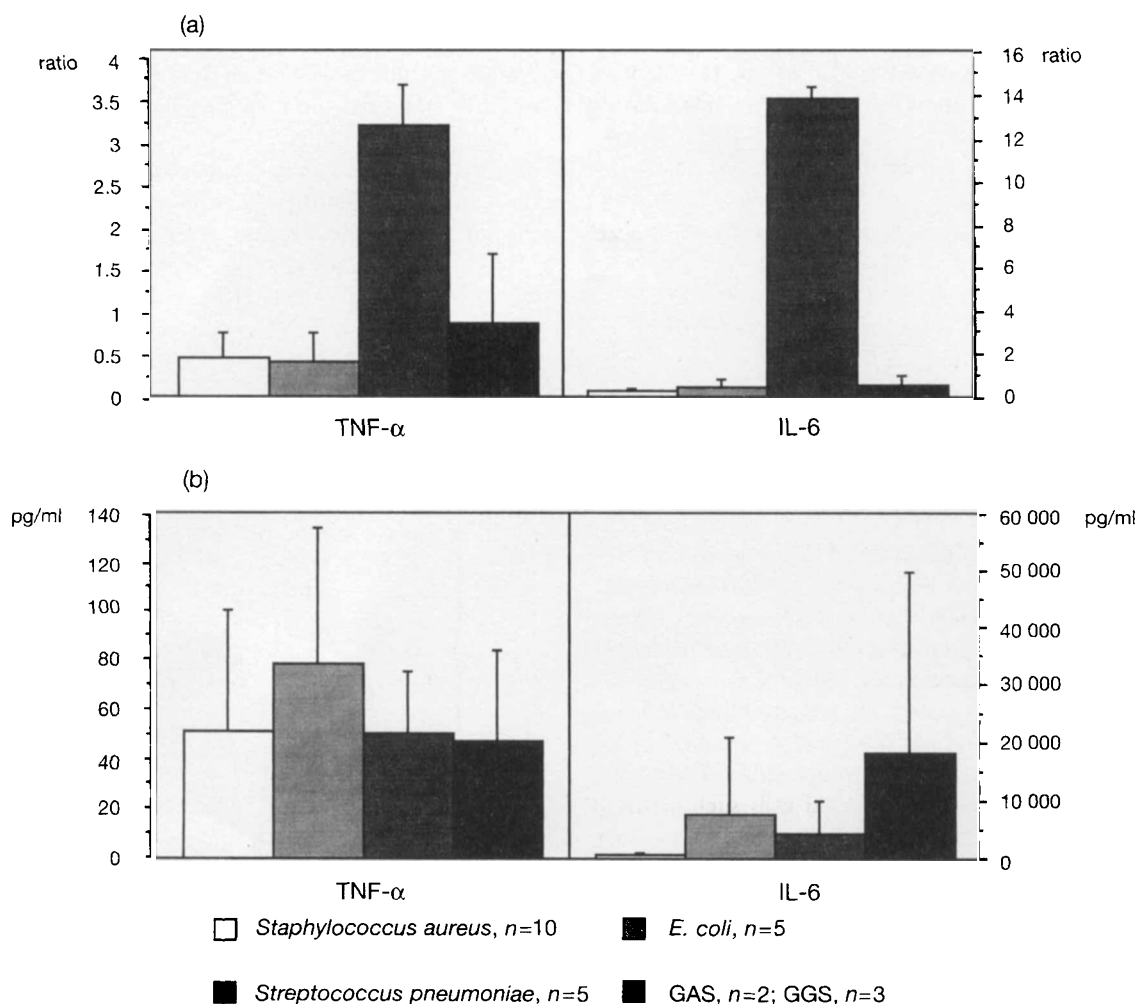 (a)
ratio 4 16 ratio
3.5 14
3 12
2.5 10
2 8
1.5 6
1 4
0.5 2
0 0
TNF-α IL-6
(b)
pg/ml 140 60 000 pg/ml
120 50 000
100 40 000
80 30 000
60
40 20 000
20 10 000
0 0
TNF-α IL-6
Staphylococcus aureus, n=10 E. coli, n=5
Streptococcus pneumoniae, n=5 GAS, n=2; GGS, n=3